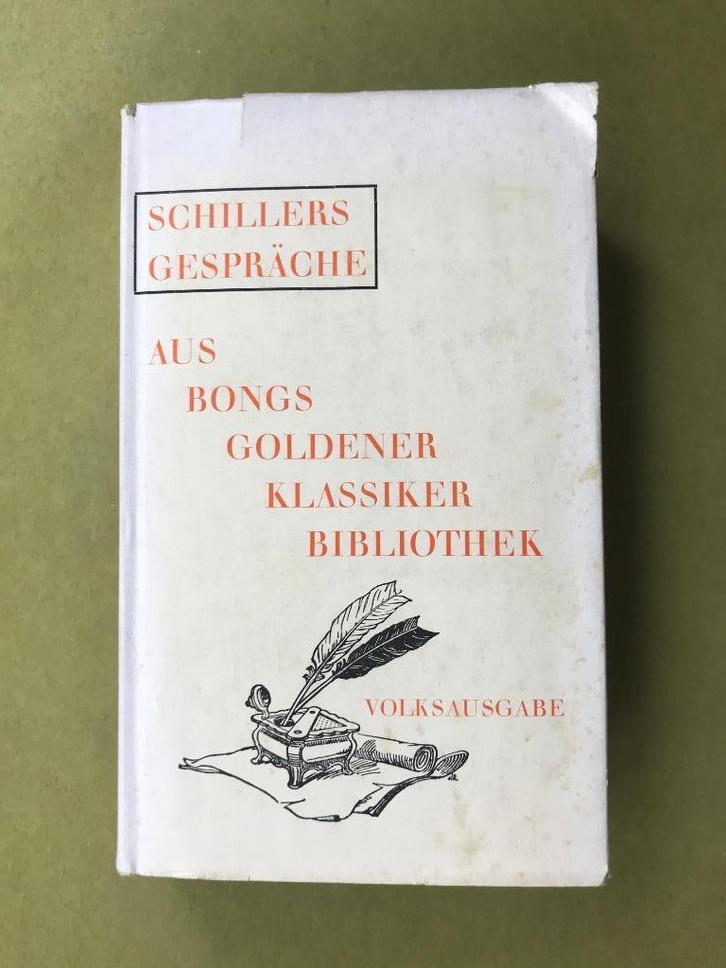 SCHILLERS
GESPRÄCHE
AUS
BONGS
GOLDENER
KLASSIKER
BIBLIOTHEK
VOLKSAUSGABE